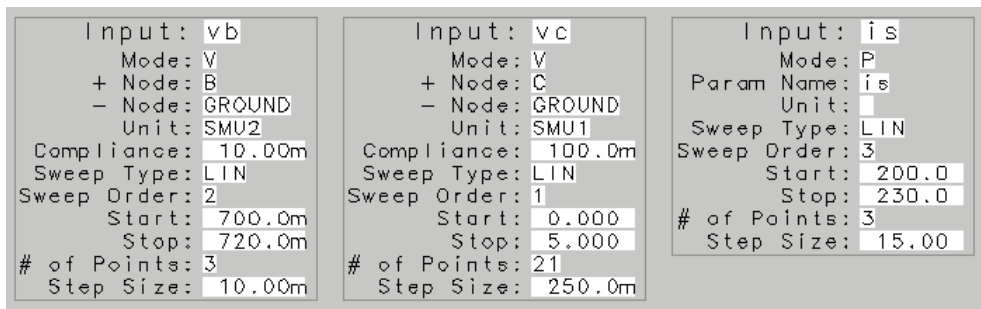 Input: vb
Mode: V
+ Node: B
- Node: GROUND
Unit: SMU2
Compliance: 10.00m
Sweep Type: LIN
Sweep Order: 2
Start: 700.0m
Stop: 720.0m
# of Points: 3
Step Size: 10.00m
Input: vc
Mode: V
+ Node: C
- Node: GROUND
Unit: SMU1
Compliance: 100.0m
Sweep Type: LIN
Sweep Order: 1
Start: 0.000
Stop: 5.000
# of Points: 21
Step Size: 250.0m
Input: is
Mode: P
Param Name: is
Unit:
Sweep Type: LIN
Sweep Order: 3
Start: 200.0
Stop: 230.0
# of Points: 3
Step Size: 15.00